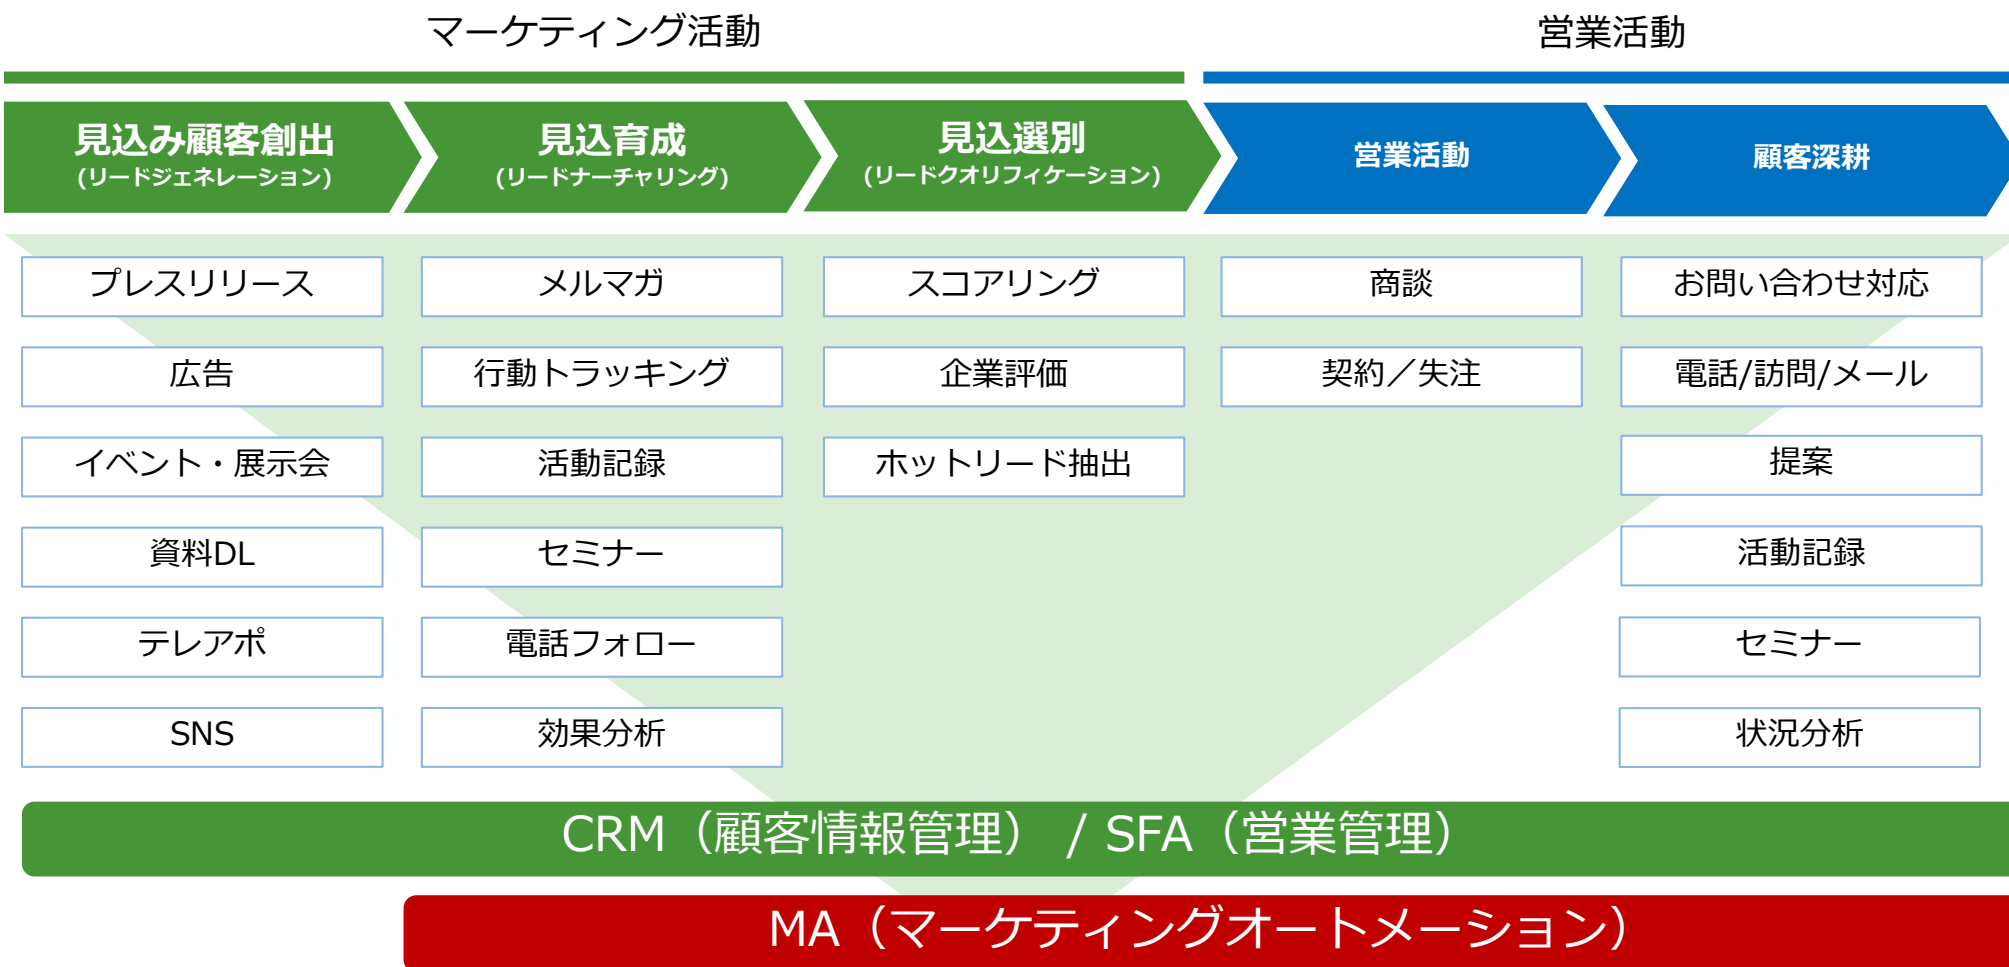 マーケティング活動
営業活動
見込み顧客創出
(リードジェネレーション)
見込育成
(リードナーチャリング)
見込選別
(リードクオリフィケーション)
営業活動
顧客深耕
プレスリリース
広告
イベント・展示会
資料DL
テレアポ
SNS
メルマガ
行動トラッキング
活動記録
セミナー
電話フォロー
効果分析
スコアリング
企業評価
ホットリード抽出
商談
契約／失注
お問い合わせ対応
電話/訪問/メール
提案
活動記録
セミナー
状況分析
CRM（顧客情報管理） / SFA（営業管理）
MA（マーケティングオートメーション）